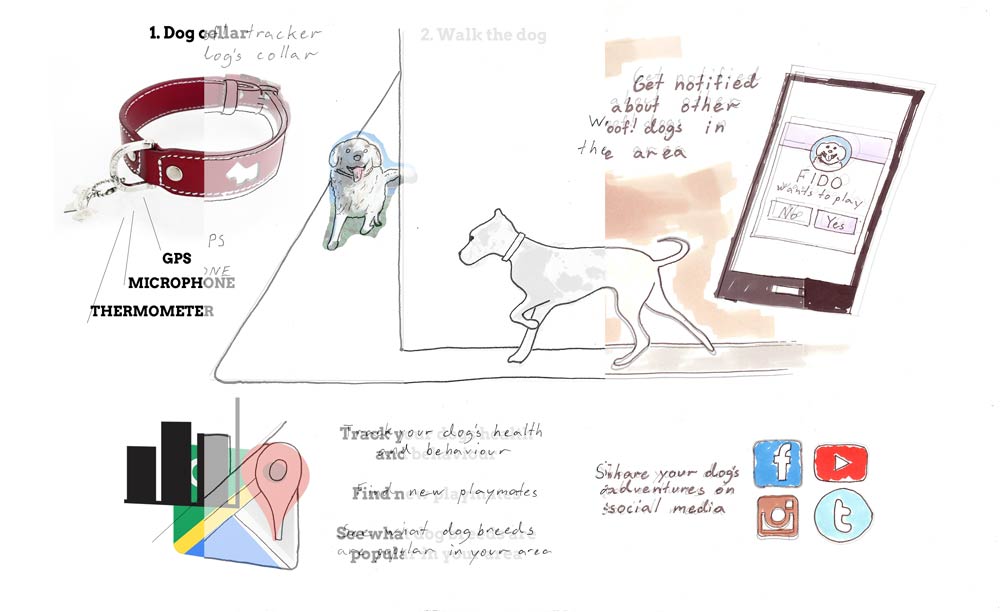 1. Dog collar tracker
dog's collar
2. Walk the dog
GPS
MICROPHONE
THERMOMETER
Get notified
about other
Woof! dogs in
the area
FIDO
wants to play
No
Yes
Track your dog's health
and behaviour
Find new playmates
See what dog breeds are
popular in your area
Share your dog's
adventures on
social media
f
t